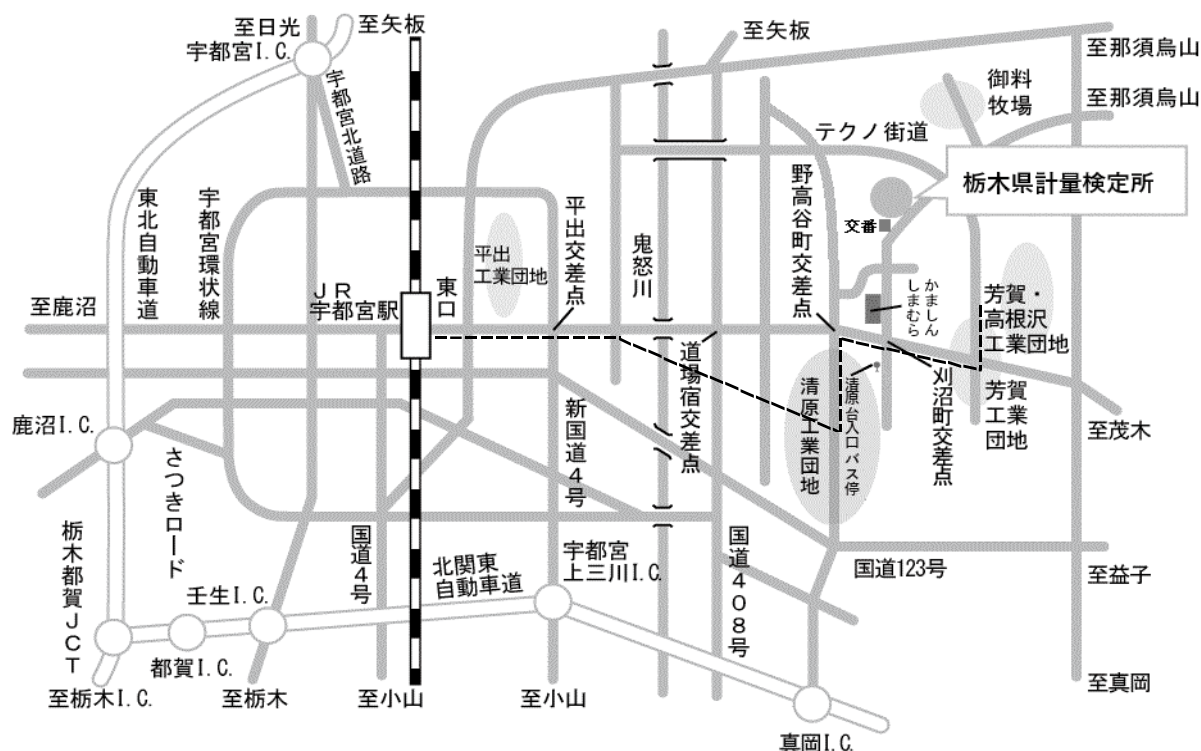 至日光
宇都宮I.C.
至矢板
至矢板
至那須烏山
御料
牧場
至那須烏山
宇都宮北道路
テクノ街道
栃木県計量検定所
東北自動車道
宇都宮環状線
平出交差点
鬼怒川
野高谷町交差点
交番
平出
工業団地
JR
宇都宮駅
東口
至鹿沼
かましん
しまむら
芳賀・
高根沢
工業団地
道場宿交差点
清原工業団地
清原台入口バス停
刈沼町交差点
芳賀
工業
団地
至茂木
鹿沼I.C.
さつきロード
新国道4号
国道4号
宇都宮
上三川I.C.
国道408号
国道123号
至益子
栃木都賀JCT
壬生I.C.
北関東
自動車道
都賀I.C.
至栃木I.C.
至栃木
至小山
至小山
至真岡
真岡I.C.